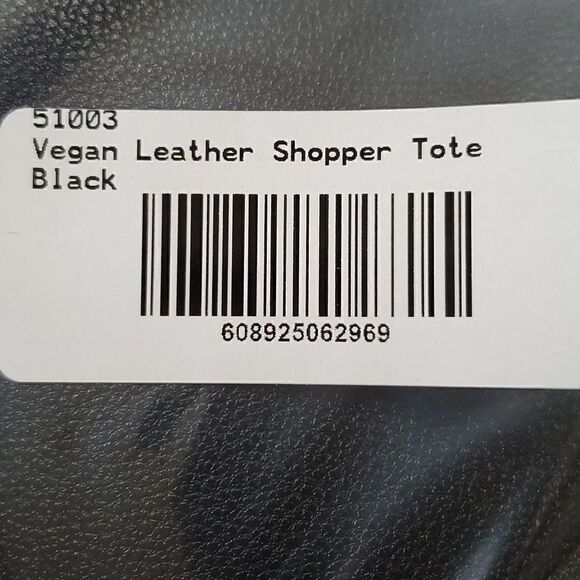 51003
Vegan Leather Shopper Tote
Black
608925062969